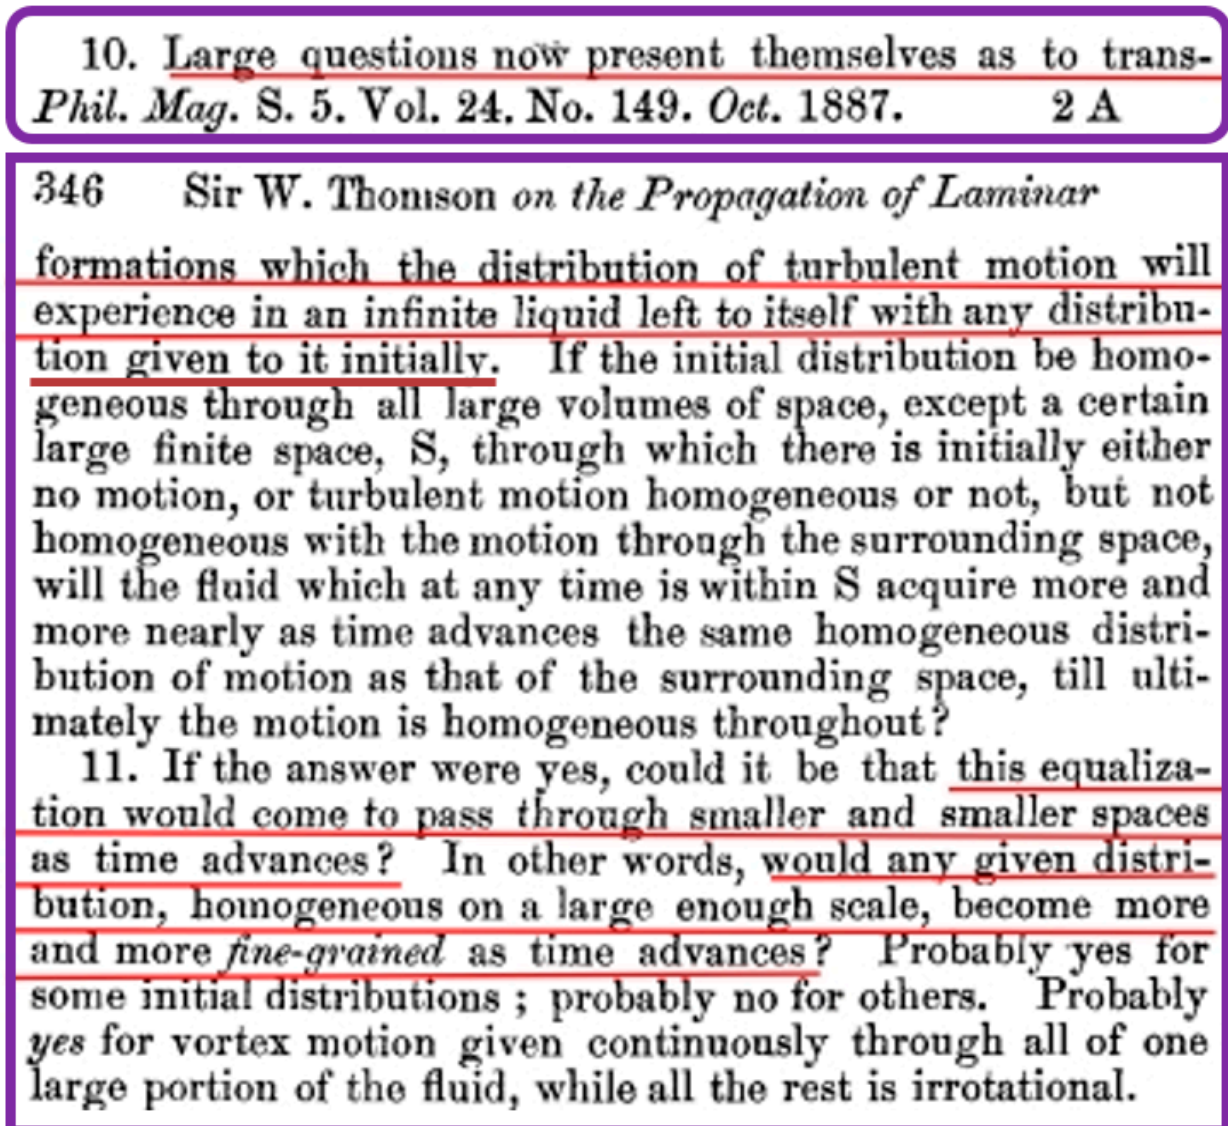 10. Large questions now present themselves as to trans-
Phil. Mag. S. 5. Vol. 24. No. 149. Oct. 1887. 2 A
346 Sir W. Thomson on the Propagation of Laminar
formations which the distribution of turbulent motion will
experience in an infinite liquid left to itself with any distribu-
tion given to it initially. If the initial distribution be homo-
geneous through all large volumes of space, except a certain
large finite space, S, through which there is initially either
no motion, or turbulent motion homogeneous or not, but not
homogeneous with the motion through the surrounding space,
will the fluid which at any time is within S acquire more and
more nearly as time advances the same homogeneous distri-
bution of motion as that of the surrounding space, till ulti-
mately the motion is homogeneous throughout?
11. If the answer were yes, could it be that this equaliza-
tion would come to pass through smaller and smaller spaces
as time advances? In other words, would any given distri-
bution, homogeneous on a large enough scale, become more
and more fine-grained as time advances? Probably yes for
some initial distributions; probably no for others. Probably
yes for vortex motion given continuously through all of one
large portion of the fluid, while all the rest is irrotational.